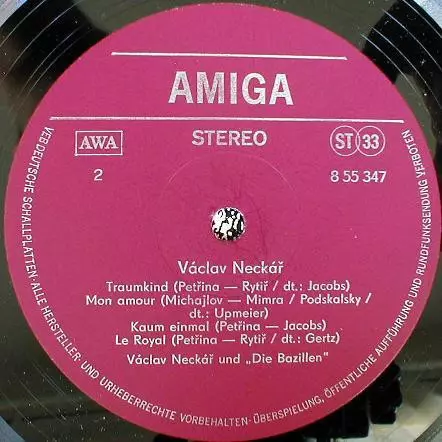 AMIGA
AWA
STEREO
ST 33
2
8 55 347
Václav Neckář
Traumkind (Petřina — Rytíř / dt.: Jacobs)
Mon amour (Michajlov — Mimra / Podskalsky /
dt.: Upmeier)
Kaum einmal (Petřina — Jacobs)
Le Royal (Petřina — Rytíř / dt.: Gertz)
Václav Neckář und „Die Bazillen"
VEB DEUTSCHE SCHALLPLATTEN · ALLE HERSTELLER- UND URHEBERRECHTE VORBEHALTEN · ÜBERSPIELUNG, ÖFFENTLICHE AUFFÜHRUNG UND RUNDFUNKSENDUNG VERBOTEN